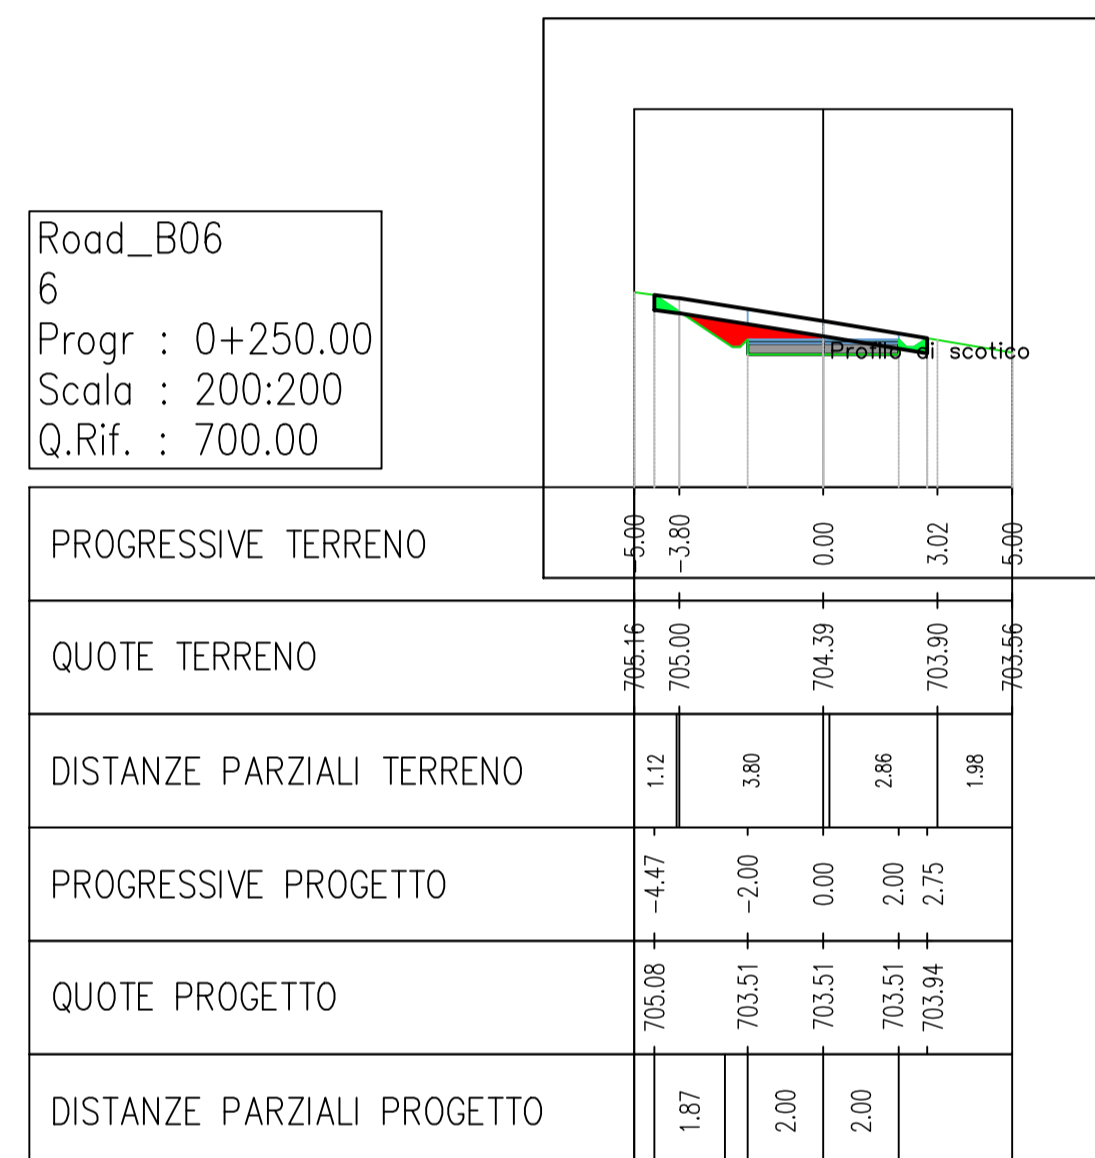 Road_B06
6
Progr : 0+250.00
Scala : 200:200
Q.Rif. : 700.00
Profilo di scotico
PROGRESSIVE TERRENO -5.00 -3.80 0.00 3.02 5.00
QUOTE TERRENO 705.16 705.00 704.39 703.90 703.56
DISTANZE PARZIALI TERRENO 1.12 3.80 2.86 1.98
PROGRESSIVE PROGETTO -4.47 -2.00 0.00 2.00 2.75
QUOTE PROGETTO 705.08 703.51 703.51 703.51 703.94
DISTANZE PARZIALI PROGETTO 1.87 2.00 2.00